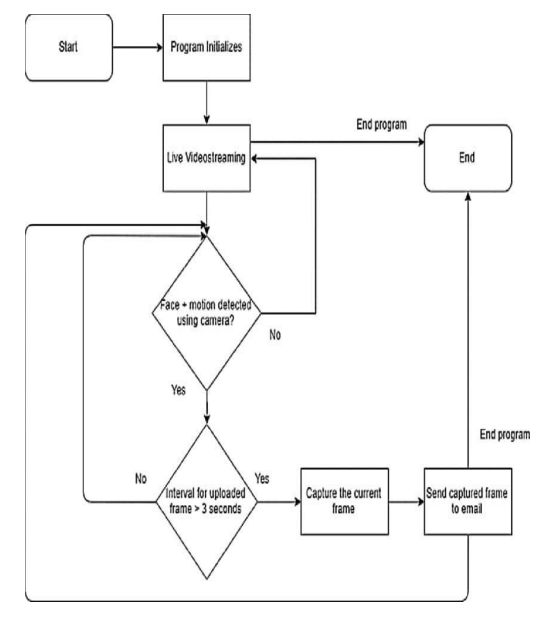 Start
Program Initializes
End program
Live Videostreaming
End
Face + motion detected
using camera?
No
Yes
No
Yes
End program
Interval for uploaded
frame > 3 seconds
Capture the current
frame
Send captured frame
to email